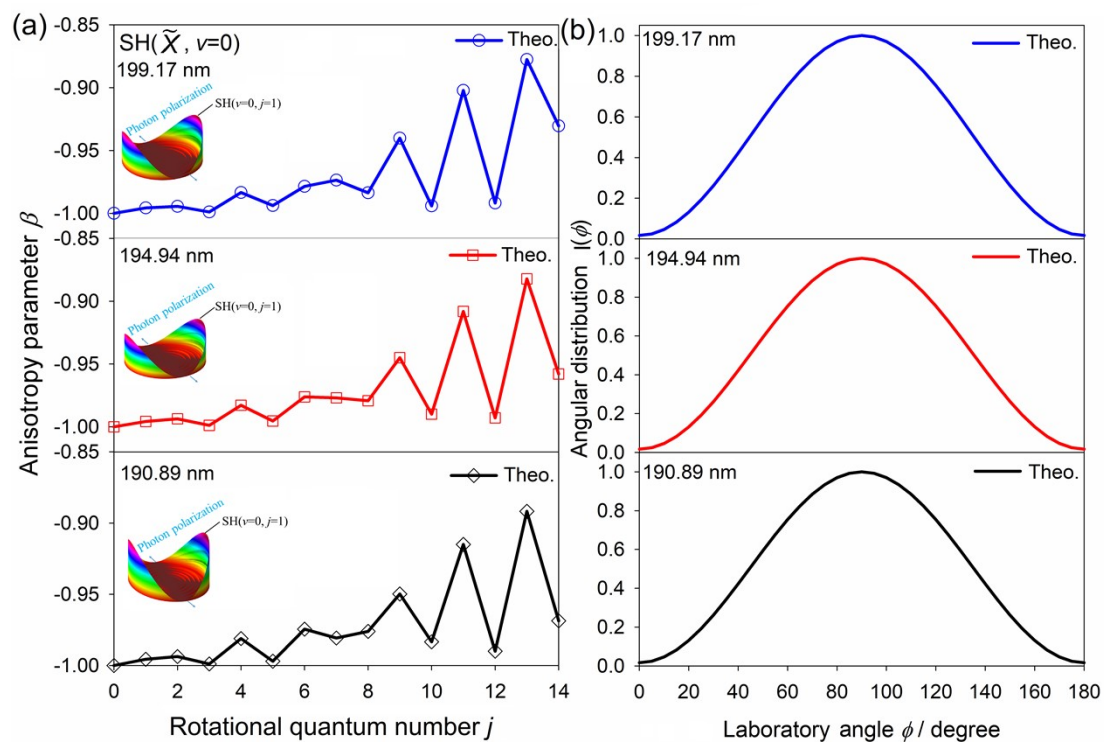 (a)
SH(X̃, v=0)
199.17 nm
Theo.
Photon polarization
SH(v=0, j=1)
-0.85
-0.90
-0.95
-1.00
-0.85
194.94 nm
Theo.
Photon polarization
SH(v=0, j=1)
-0.90
-0.95
-1.00
-0.85
190.89 nm
Theo.
Photon polarization
SH(v=0, j=1)
-0.90
-0.95
-1.00
0 2 4 6 8 10 12 14
Anisotropy parameter β
Rotational quantum number j
(b)
199.17 nm
Theo.
1.0
0.8
0.6
0.4
0.2
0.0
194.94 nm
Theo.
1.0
0.8
0.6
0.4
0.2
0.0
190.89 nm
Theo.
1.0
0.8
0.6
0.4
0.2
0.0
0 20 40 60 80 100 120 140 160 180
Angular distribution I(ϕ)
Laboratory angle ϕ / degree